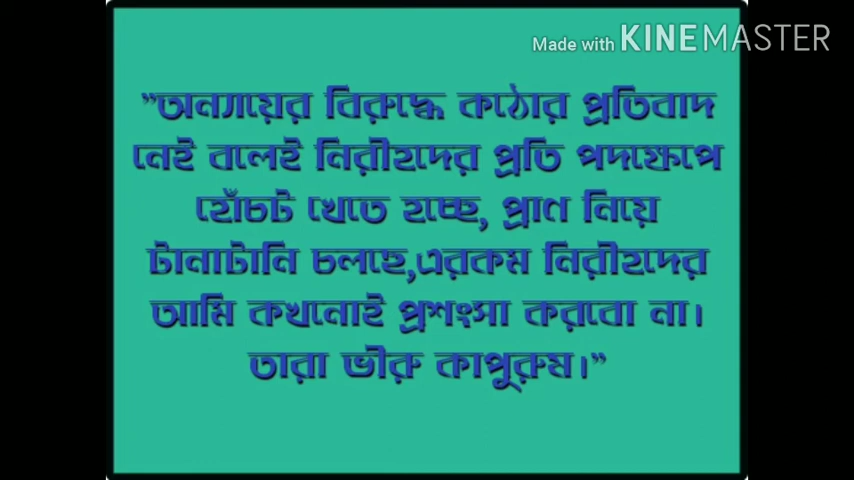 Made with KINEMASTER
”অন্যায়ের বিরুদ্ধে কঠোর প্রতিবাদ
নেই বলেই নিরীহদের প্রতি পদক্ষেপে
হোঁচট খেতে হচ্ছে, প্রাণ নিয়ে
টানাটানি চলছে,এরকম নিরীহদের
আমি কখনোই প্রশংসা করবো না।
তারা ভীরু কাপুরুষ।”